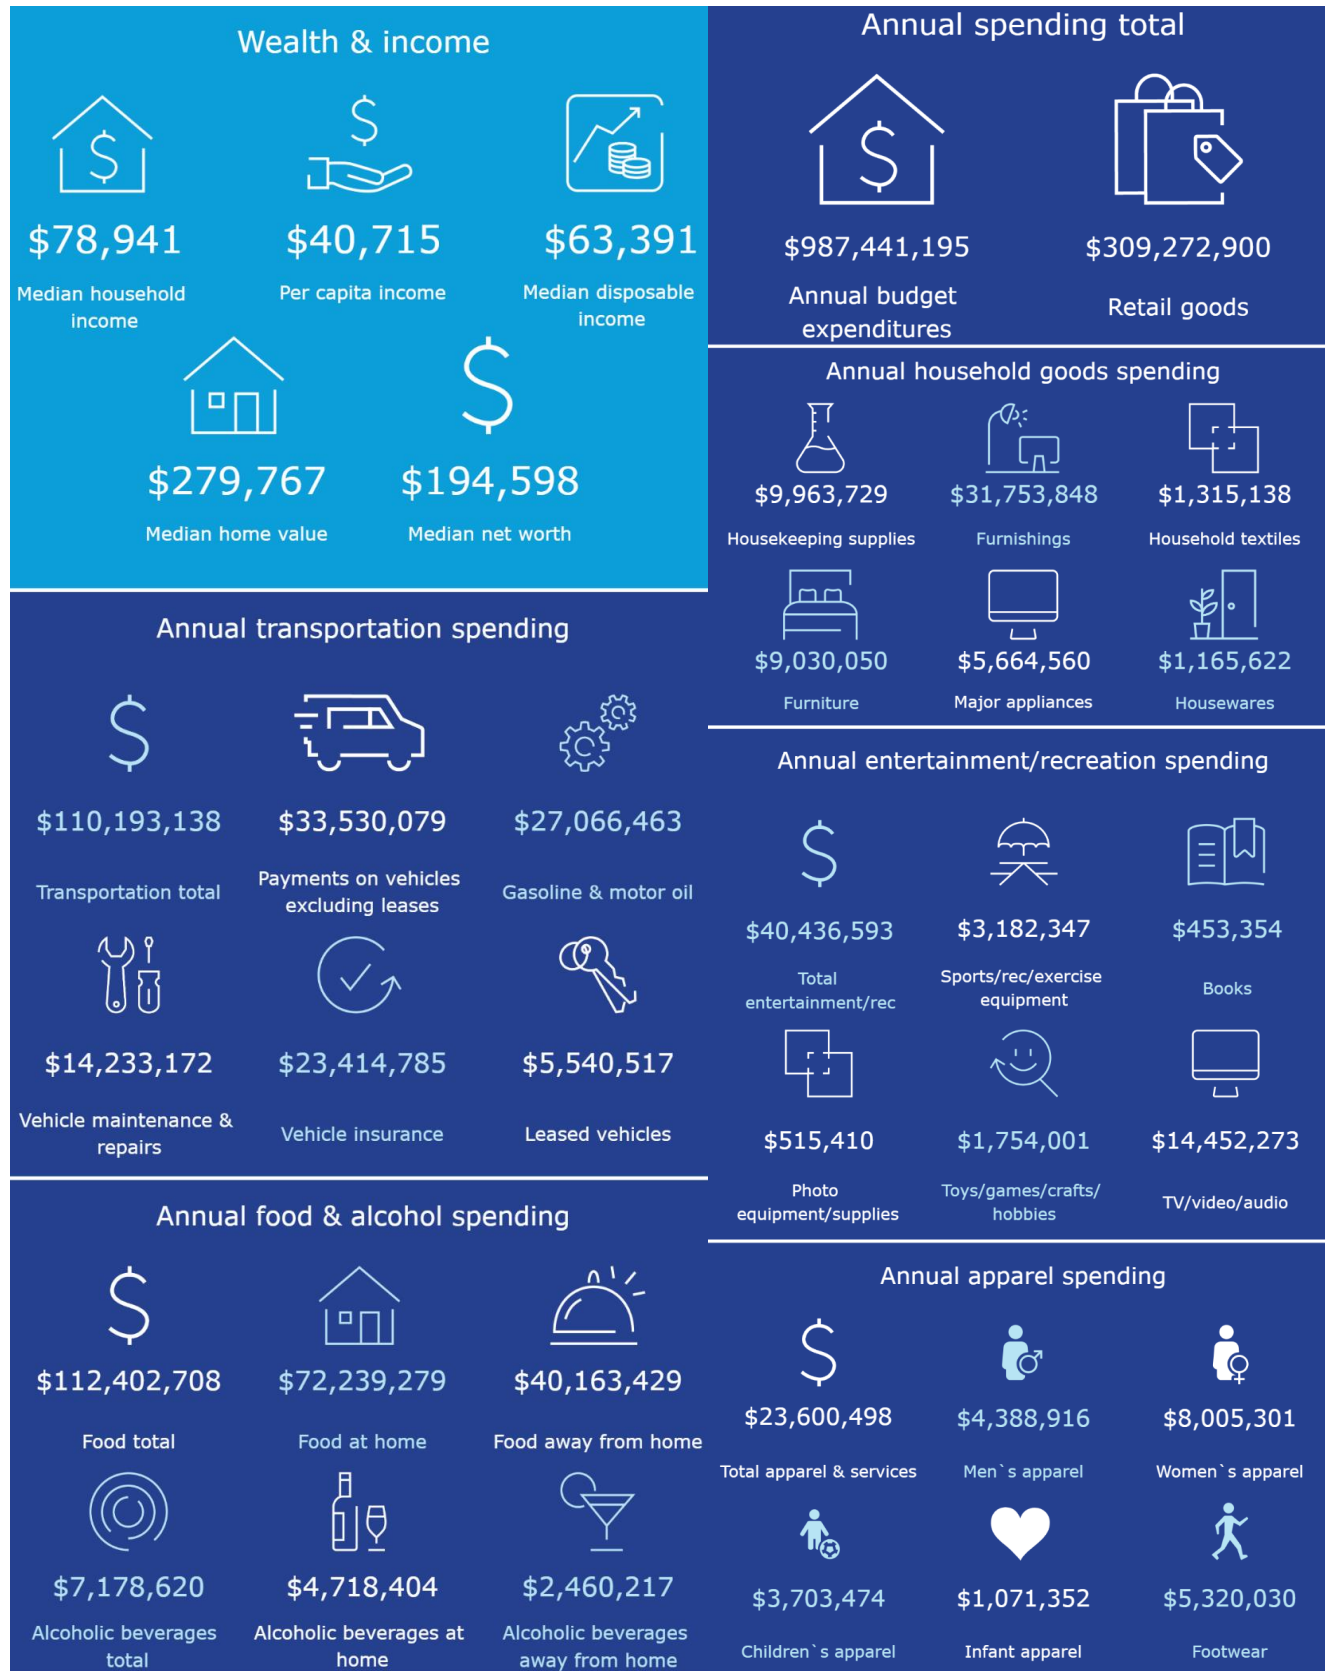 Wealth & income
$
$
$78,941
$40,715
$63,391
Median household
income
Per capita income
Median disposable
income
$
$279,767
$194,598
Median home value
Median net worth
Annual transportation spending
$
$110,193,138
$33,530,079
$27,066,463
Transportation total
Payments on vehicles
excluding leases
Gasoline & motor oil
$14,233,172
$23,414,785
$5,540,517
Vehicle maintenance &
repairs
Vehicle insurance
Leased vehicles
Annual food & alcohol spending
$
$112,402,708
$72,239,279
$40,163,429
Food total
Food at home
Food away from home
$7,178,620
$4,718,404
$2,460,217
Alcoholic beverages
total
Alcoholic beverages at
home
Alcoholic beverages
away from home
Annual spending total
$
$987,441,195
$309,272,900
Annual budget
expenditures
Retail goods
Annual household goods spending
$9,963,729
$31,753,848
$1,315,138
Housekeeping supplies
Furnishings
Household textiles
$9,030,050
$5,664,560
$1,165,622
Furniture
Major appliances
Housewares
Annual entertainment/recreation spending
$
$40,436,593
$3,182,347
$453,354
Total
entertainment/rec
Sports/rec/exercise
equipment
Books
$515,410
$1,754,001
$14,452,273
Photo
equipment/supplies
Toys/games/crafts/
hobbies
TV/video/audio
Annual apparel spending
$
$23,600,498
$4,388,916
$8,005,301
Total apparel & services
Men`s apparel
Women`s apparel
$3,703,474
$1,071,352
$5,320,030
Children`s apparel
Infant apparel
Footwear